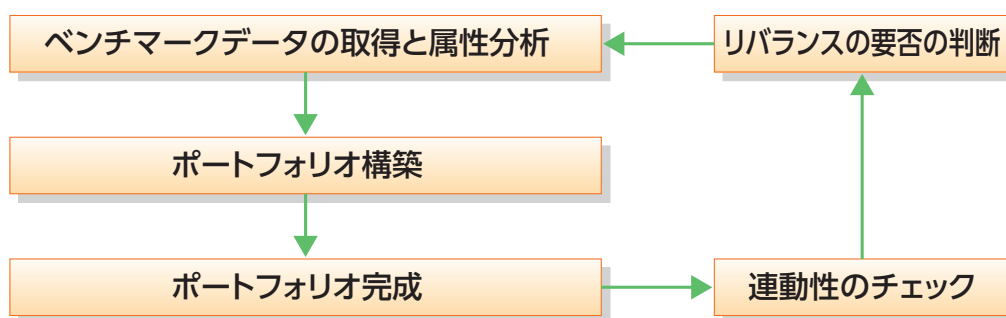 ベンチマークデータの取得と属性分析
リバランスの要否の判断
ポートフォリオ構築
ポートフォリオ完成
連動性のチェック